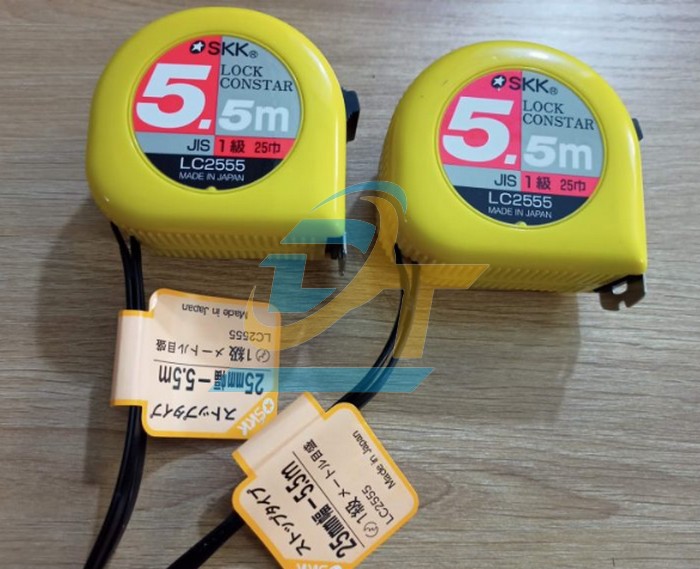 SKK®
LOCK
CONSTAR
5.5m
JIS 1級 25巾
LC2555
MADE IN JAPAN
SKK®
LOCK
CONSTAR
5.5m
JIS 1級 25巾
LC2555
MADE IN JAPAN
DT
SKK
ストップタイプ
25mm幅－5.5m
1級 メートル目盛
LC2555
Made in Japan
SKK
ストップタイプ
25mm幅－5.5m
1級 メートル目盛
LC2555
Made in Japan